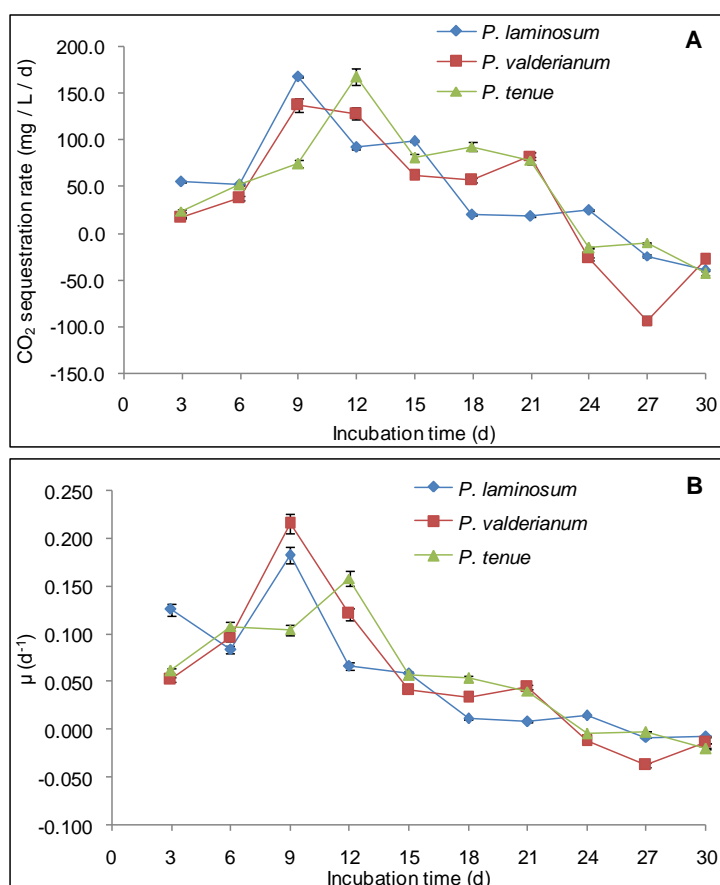 A
P. laminosum
P. valderianum
P. tenue
CO₂ sequestration rate (mg / L / d)
200.0
150.0
100.0
50.0
0.0
-50.0
-100.0
-150.0
0 3 6 9 12 15 18 21 24 27 30
Incubation time (d)
B
P. laminosum
P. valderianum
P. tenue
µ (d⁻¹)
0.250
0.200
0.150
0.100
0.050
0.000
-0.050
-0.100
0 3 6 9 12 15 18 21 24 27 30
Incubation time (d)